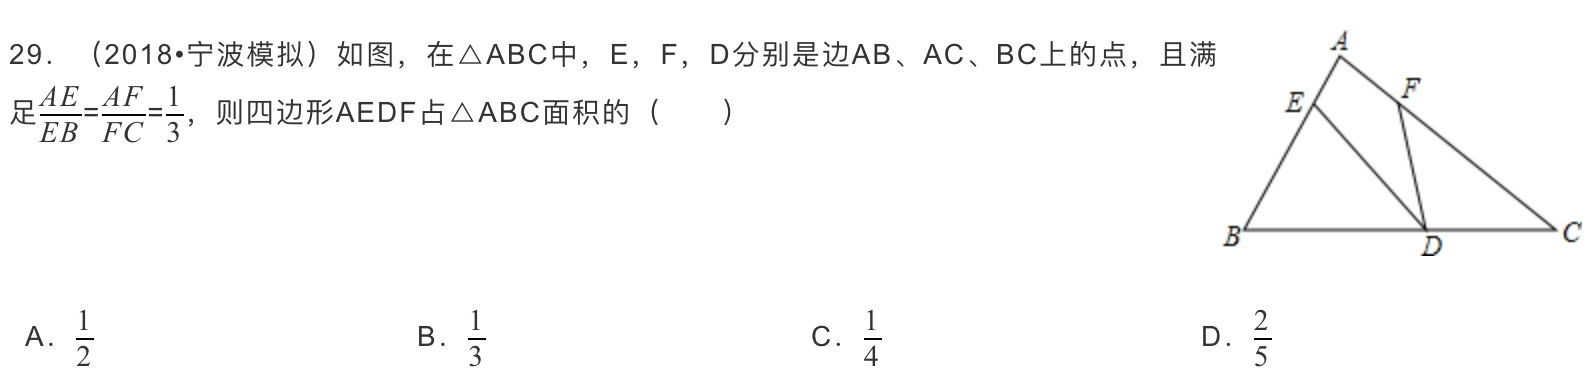 29. （2018•宁波模拟）如图，在△ABC中，E，F，D分别是边AB、AC、BC上的点，且满
足AE/EB=AF/FC=1/3，则四边形AEDF占△ABC面积的（　　）
A
E
F
B
D
C
A. 1/2 B. 1/3 C. 1/4 D. 2/5